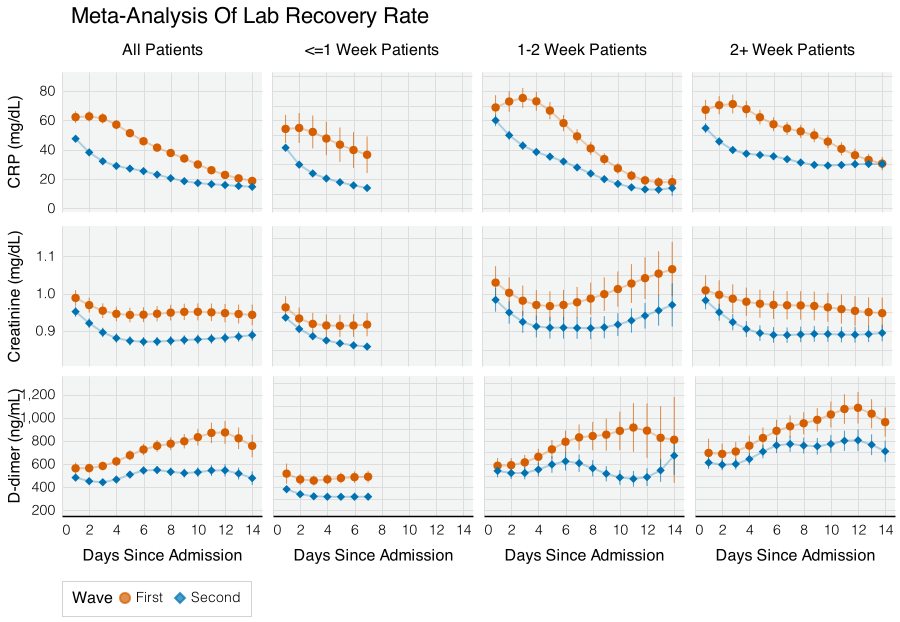 Meta-Analysis Of Lab Recovery Rate
All Patients
<=1 Week Patients
1-2 Week Patients
2+ Week Patients
CRP (mg/dL)
80
60
40
20
0
Creatinine (mg/dL)
1.1
1.0
0.9
D-dimer (ng/mL)
1,200
1,000
800
600
400
200
0 2 4 6 8 10 12 14
0 2 4 6 8 10 12 14
0 2 4 6 8 10 12 14
0 2 4 6 8 10 12 14
Days Since Admission
Days Since Admission
Days Since Admission
Days Since Admission
Wave First Second